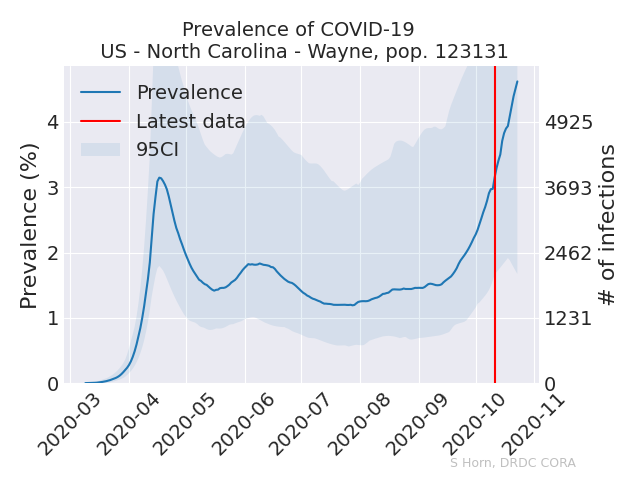 Prevalence of COVID-19
US - North Carolina - Wayne, pop. 123131
Prevalence
Latest data
95CI
Prevalence (%)
4
3
2
1
0
4925
3693
2462
1231
0
# of infections
2020-03
2020-04
2020-05
2020-06
2020-07
2020-08
2020-09
2020-10
2020-11
S Horn, DRDC CORA